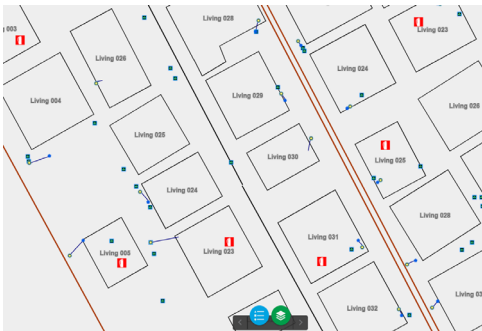 Living 028
003
Living 023
Living 026
Living 024
Living 004
Living 029
Living 026
Living 025
Living 030
Living 025
Living 024
Living 028
Living 031
Living 005
Living 023
Living 03
Living 032